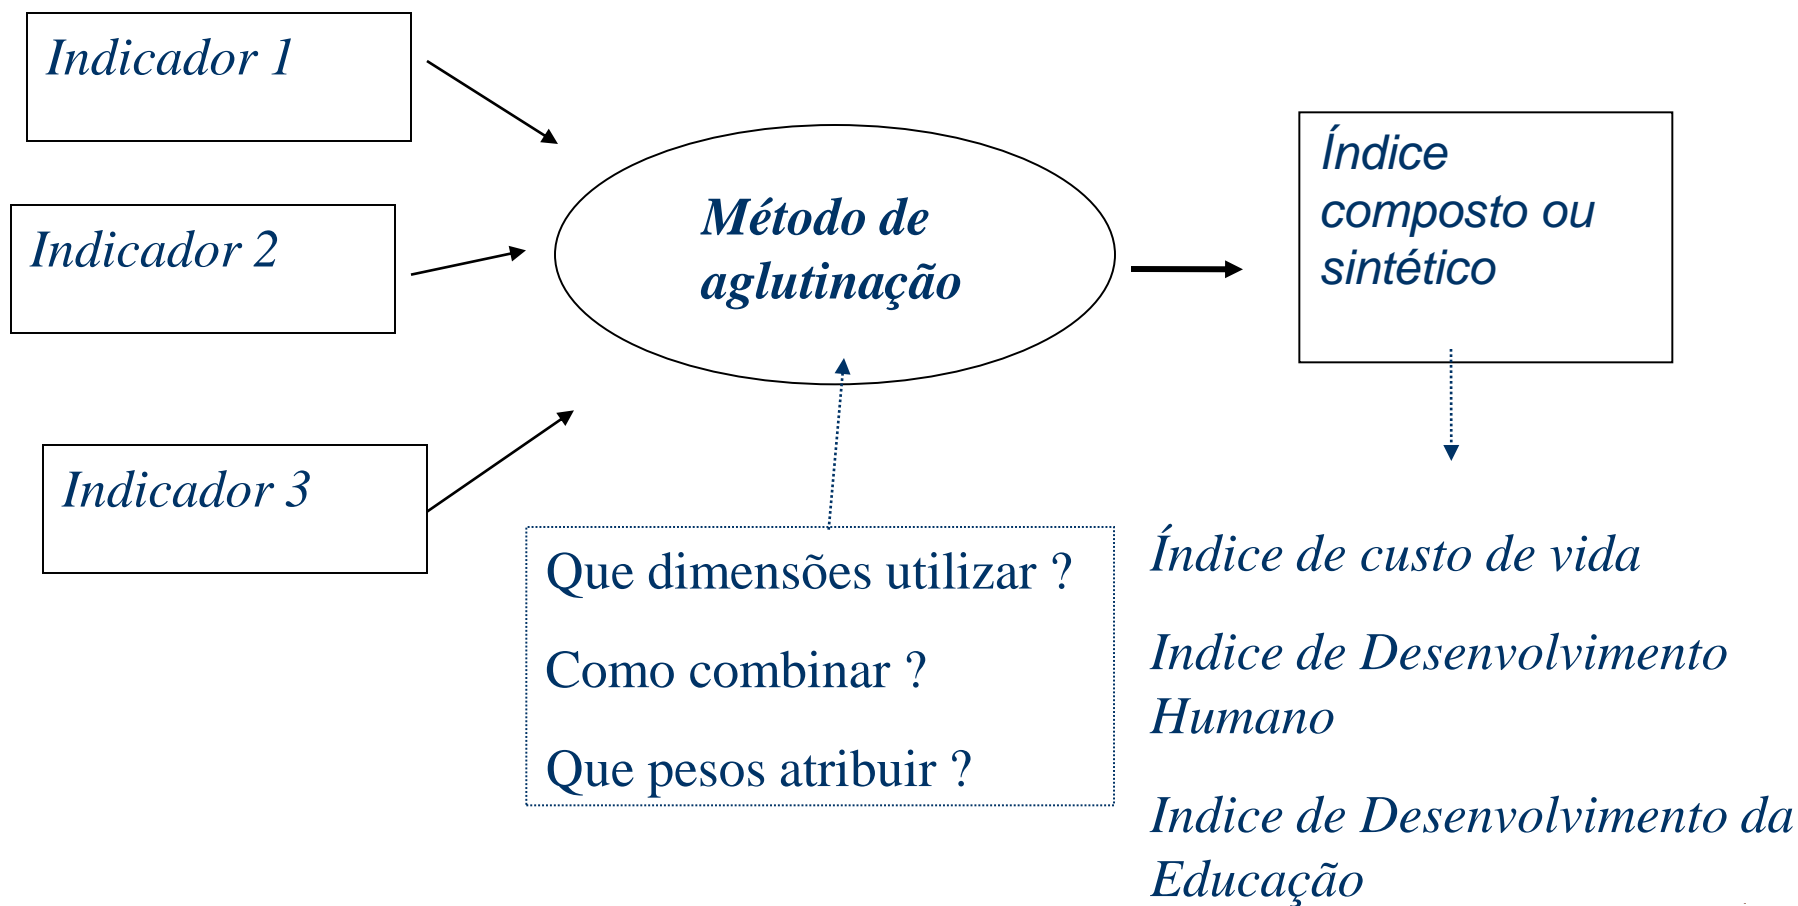 Indicador 1
Indicador 2
Indicador 3
Método de
aglutinação
Índice
composto ou
sintético
Que dimensões utilizar ?
Como combinar ?
Que pesos atribuir ?
Índice de custo de vida
Indice de Desenvolvimento
Humano
Indice de Desenvolvimento da
Educação